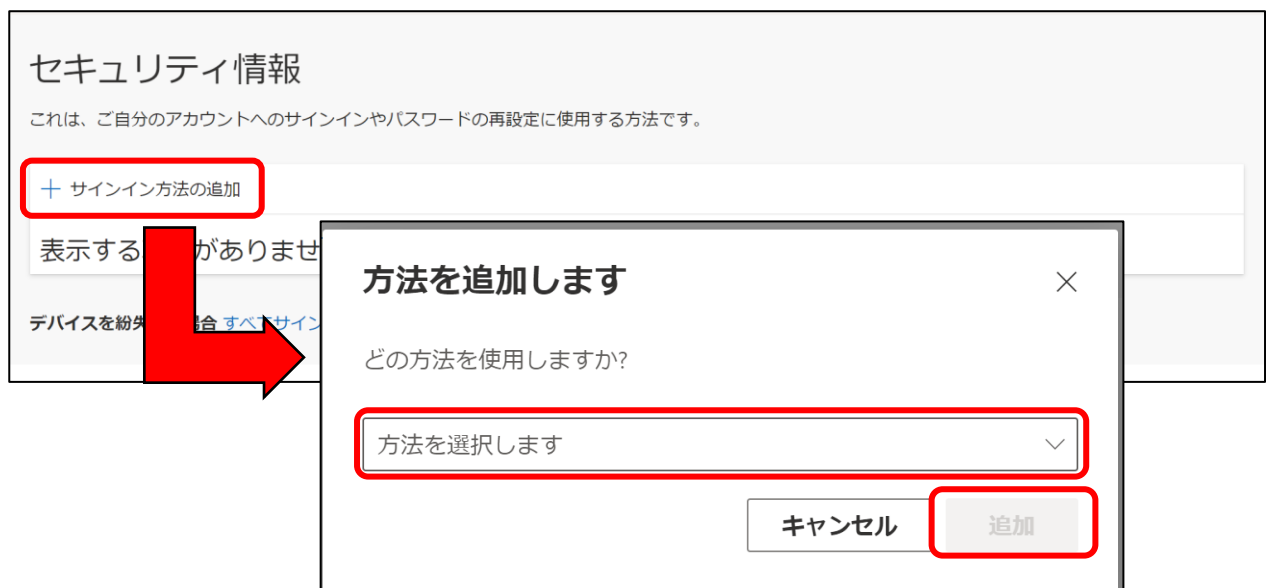 セキュリティ情報
これは、ご自分のアカウントへのサインインやパスワードの再設定に使用する方法です。
サインイン方法の追加
表示する がありませ
デバイスを紛失 場合 すべてサイン
方法を追加します
どの方法を使用しますか?
方法を選択します
キャンセル 追加